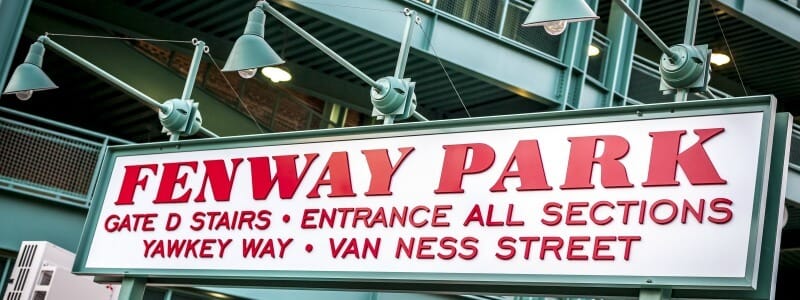 FENWAY PARK
GATE D STAIRS • ENTRANCE ALL SECTIONS
YAWKEY WAY • VAN NESS STREET